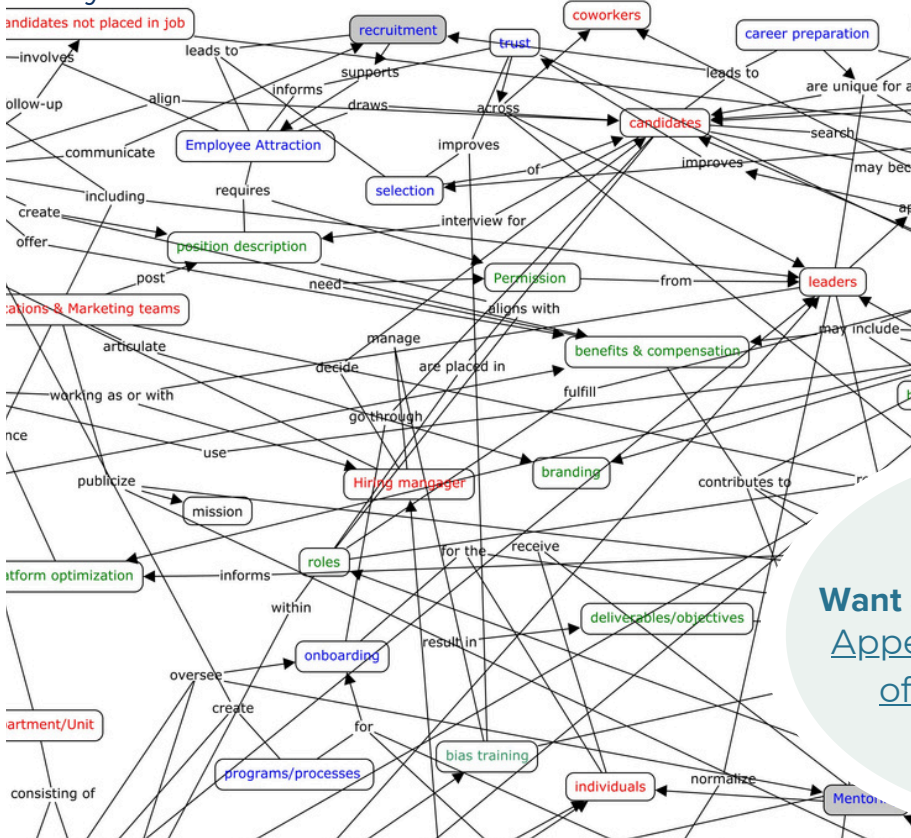 andidates not placed in job
recruitment
coworkers
trust
career preparation
involves
leads to
supports
leads to
informs
are unique for a
ollow-up
align
draws
across
candidates
search
communicate
Employee Attraction
improves
improves
may bec
of
selection
requires
including
create
interview for
ap
offer
position description
post
need
Permission
from
leaders
cations & Marketing teams
aligns with
may include
articulate
manage
benefits & compensation
decide
are placed in
working as or with
fulfill
go through
nce
use
branding
publicize
Hiring mangager
contributes to
mission
for the
receive
roles
atform optimization
informs
within
deliverables/objectives
Want
Appe
of
result in
onboarding
oversee
create
artment/Unit
for
bias training
programs/processes
individuals
normalize
consisting of
Mentori